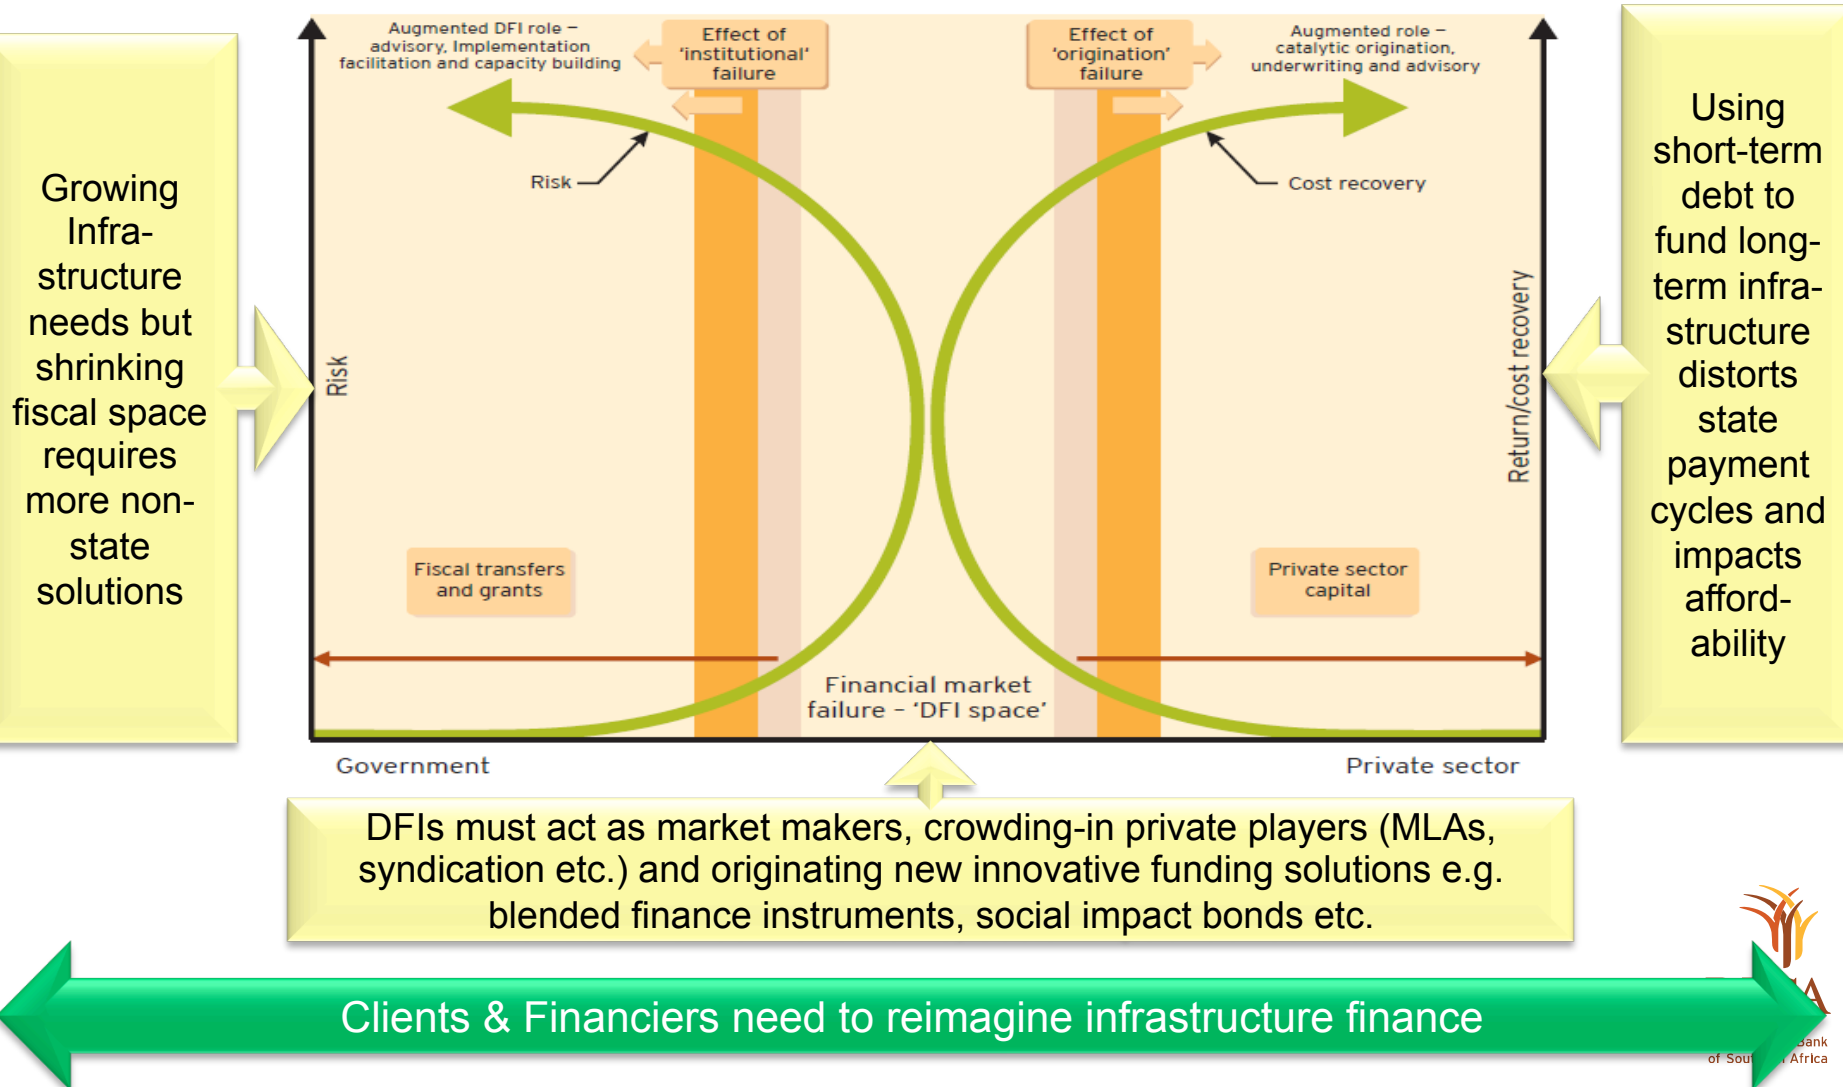 Growing
Infra-
structure
needs but
shrinking
fiscal space
requires
more non-
state
solutions
Augmented DFI role –
advisory, Implementation
facilitation and capacity building
Effect of
'institutional'
failure
Effect of
'origination'
failure
Augmented role –
catalytic origination,
underwriting and advisory
Risk
Cost recovery
Risk
Return/cost recovery
Fiscal transfers
and grants
Private sector
capital
Financial market
failure – 'DFI space'
Government
Private sector
Using
short-term
debt to
fund long-
term infra-
structure
distorts
state
payment
cycles and
impacts
afford-
ability
DFIs must act as market makers, crowding-in private players (MLAs,
syndication etc.) and originating new innovative funding solutions e.g.
blended finance instruments, social impact bonds etc.
Clients & Financiers need to reimagine infrastructure finance
Bank
of Africa